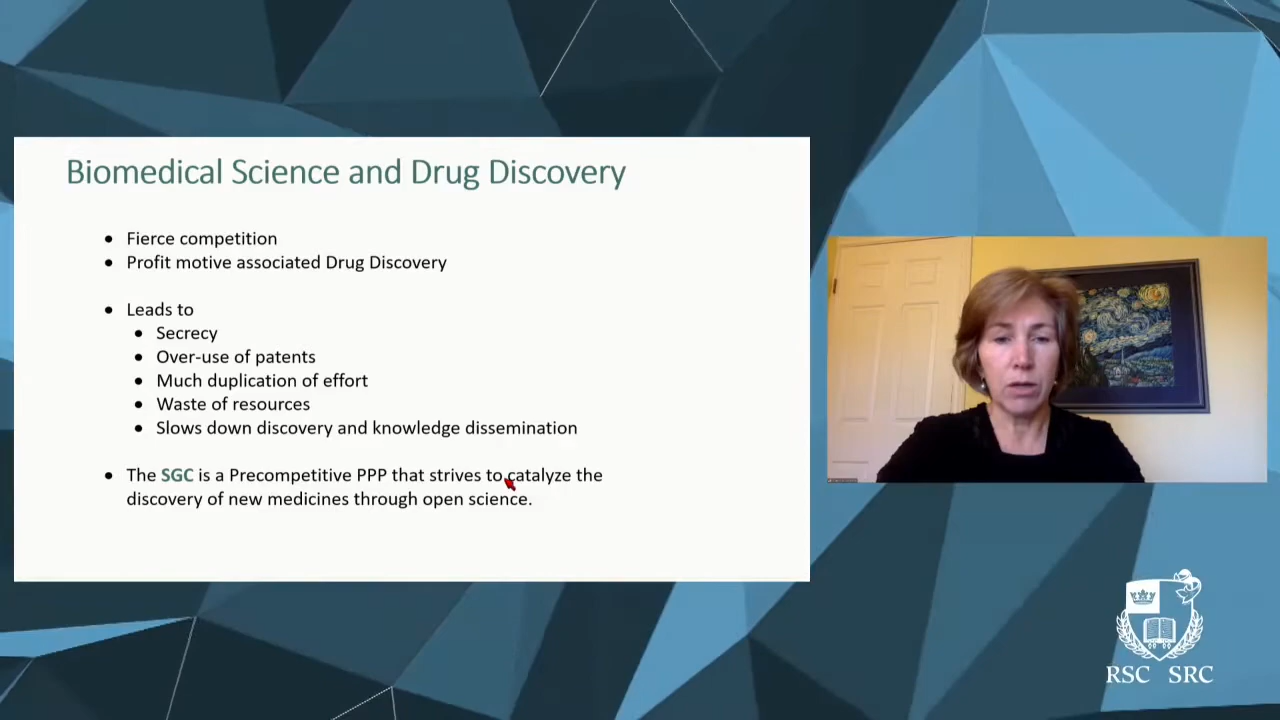 Biomedical Science and Drug Discovery
• Fierce competition
• Profit motive associated Drug Discovery
• Leads to
• Secrecy
• Over-use of patents
• Much duplication of effort
• Waste of resources
• Slows down discovery and knowledge dissemination
• The SGC is a Precompetitive PPP that strives to catalyze the
discovery of new medicines through open science.
RSC SRC